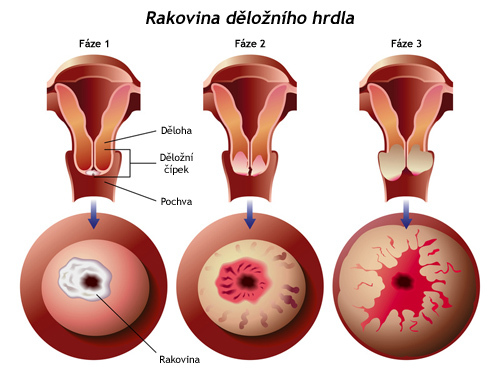 Rakovina děložního hrdla
Fáze 1
Fáze 2
Fáze 3
Děloha
Děložní
čípek
Pochva
Rakovina